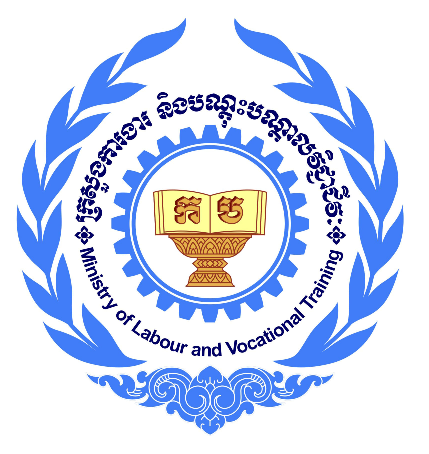 ក្រសួងការងារ និងបណ្តុះបណ្តាលវិជ្ជាជីវៈ
ក ប
Ministry of Labour and Vocational Training